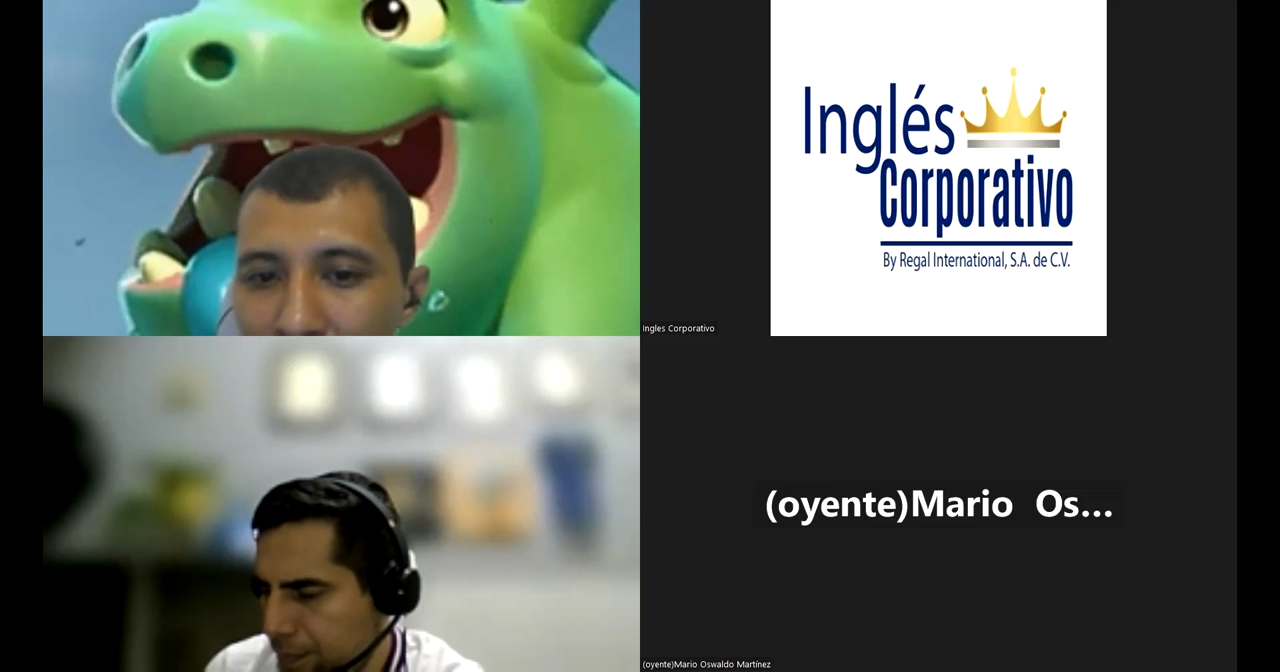 Inglés
Corporativo
By Regal International, S.A. de C.V.
Ingles Corporativo
(oyente)Mario Os...
(oyente)Mario Oswaldo Martínez